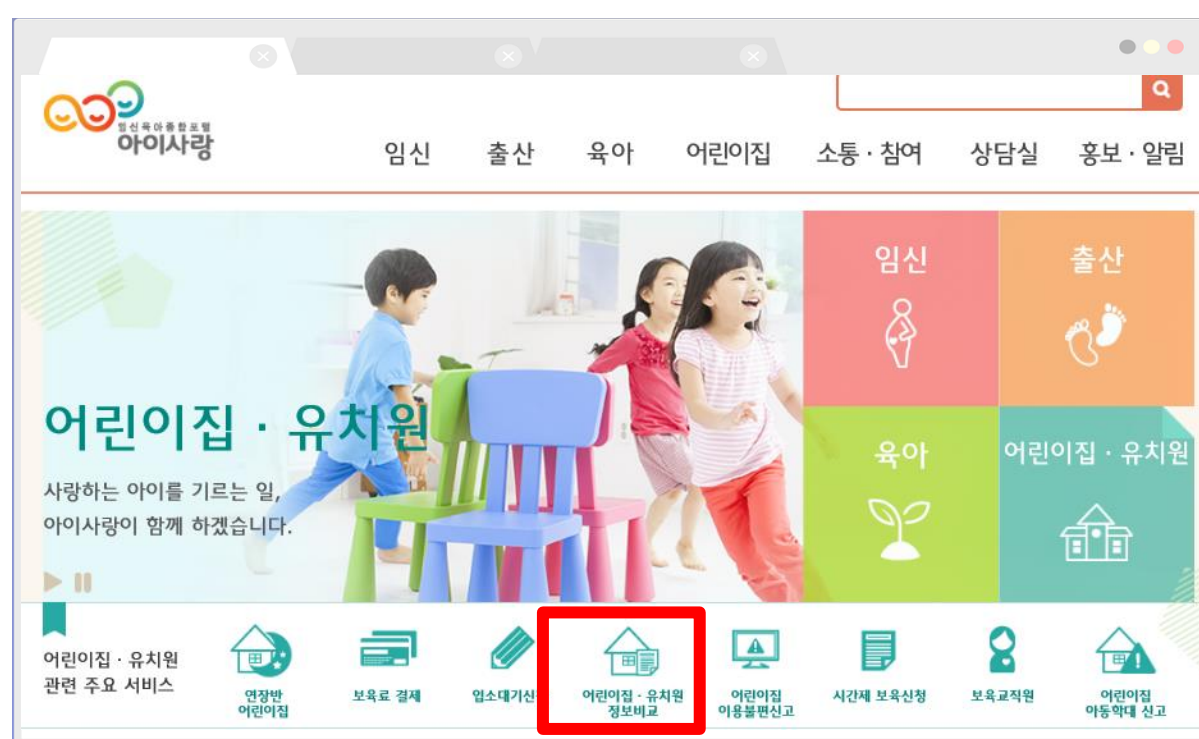 임신육아종합포털
아이사랑
임신 출산 육아 어린이집 소통 · 참여 상담실 홍보 · 알림
임신
출산
어린이집 · 유치원
사랑하는 아이를 기르는 일,
아이사랑이 함께 하겠습니다.
육아
어린이집 · 유치원
어린이집 · 유치원
관련 주요 서비스
연장반
어린이집
보육료 결제
입소대기신
어린이집 · 유치원
정보비교
어린이집
이용불편신고
시간제 보육신청
보육교직원
어린이집
아동학대 신고